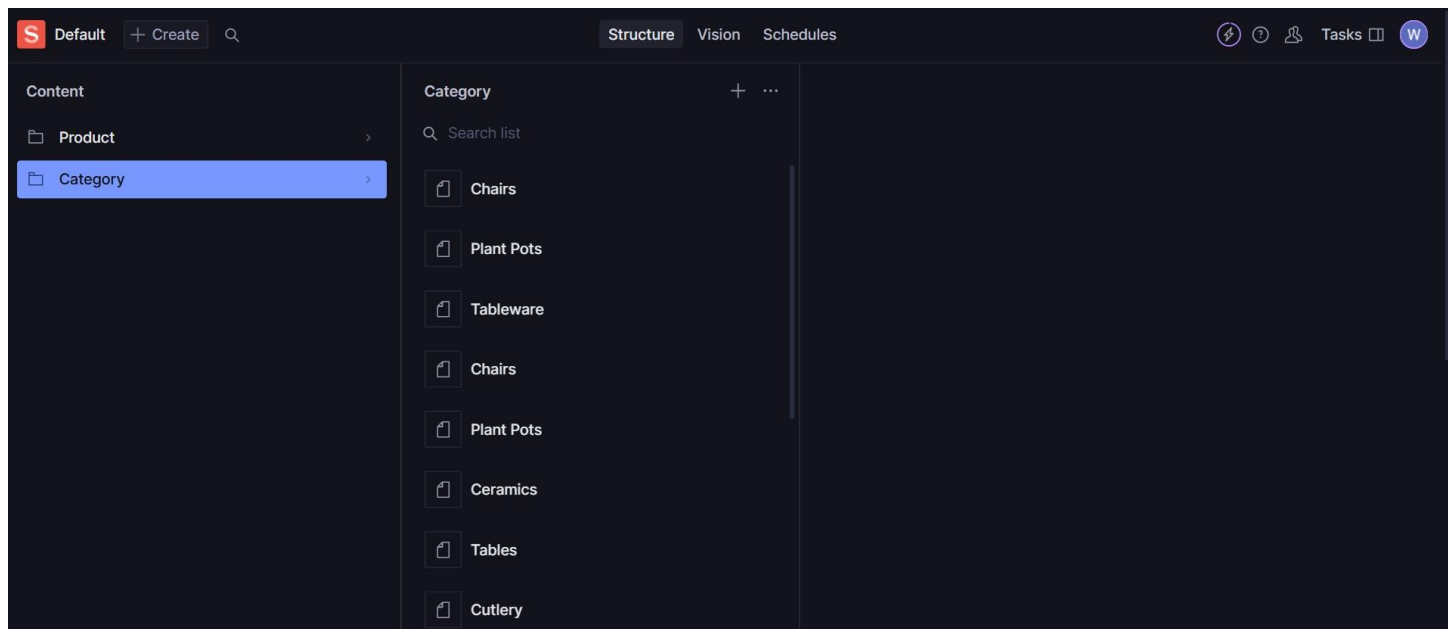 S Default + Create Structure Vision Schedules Tasks W
Content
Product
Category
Category
Search list
Chairs
Plant Pots
Tableware
Chairs
Plant Pots
Ceramics
Tables
Cutlery